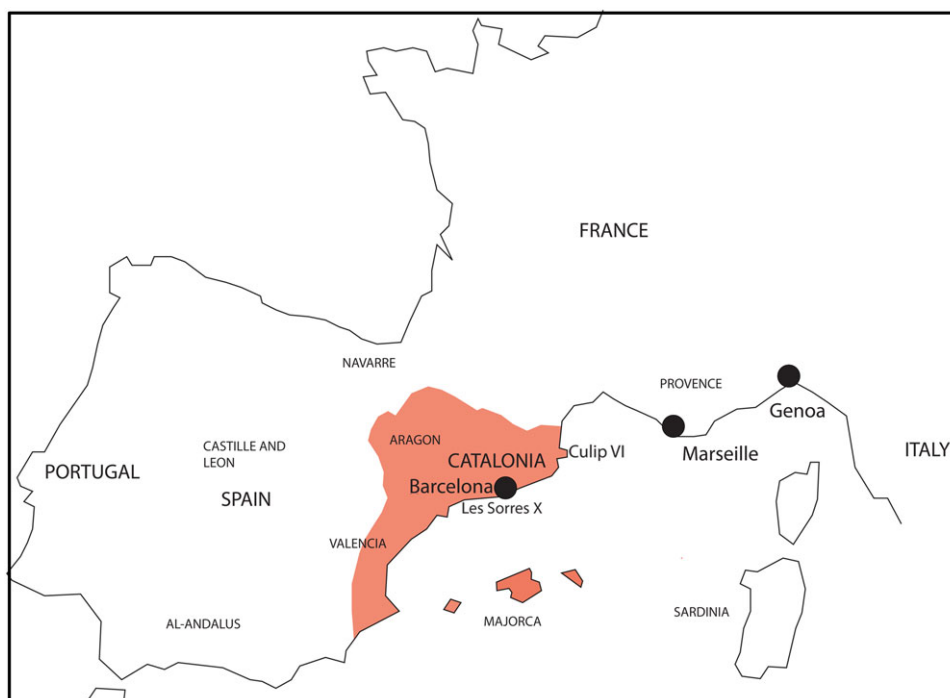 FRANCE
NAVARRE
PROVENCE
Genoa
ARAGON
CASTILLE AND
LEON
Culip VI
Marseille
ITALY
CATALONIA
PORTUGAL
Barcelona
SPAIN
Les Sorres X
VALENCIA
SARDINIA
AL-ANDALUS
MAJORCA